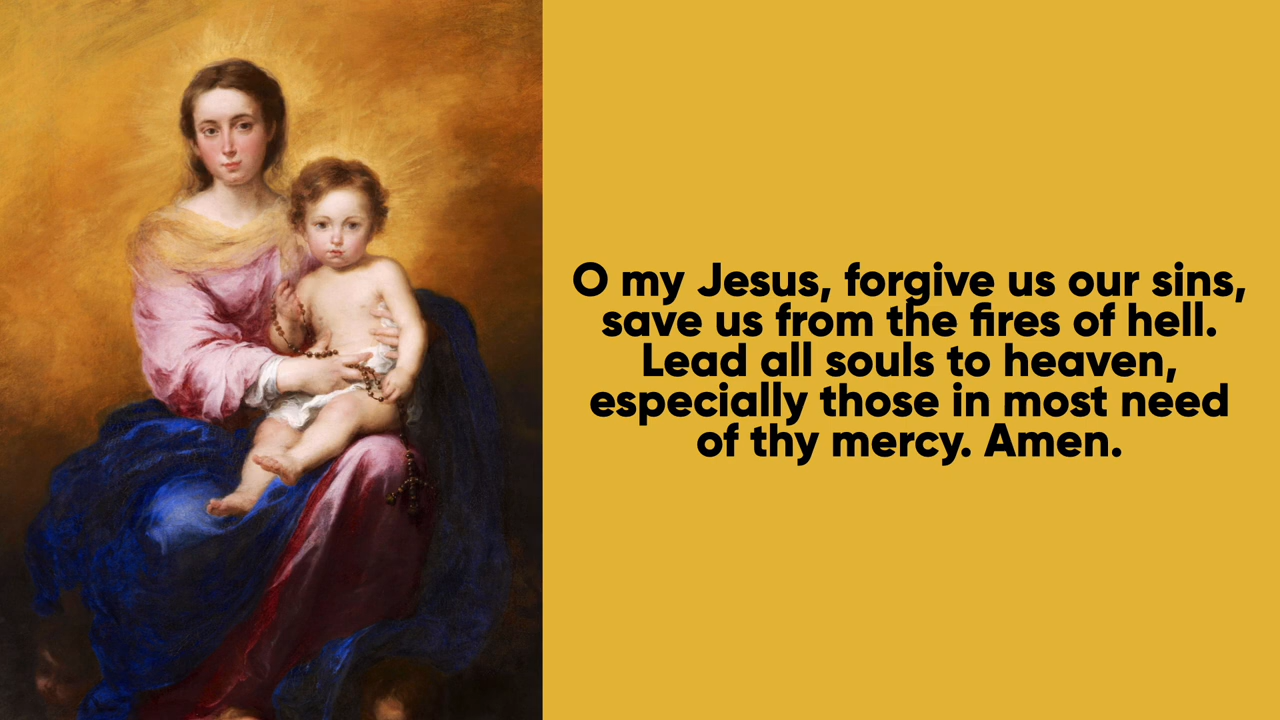 O my Jesus, forgive us our sins,
save us from the fires of hell.
Lead all souls to heaven,
especially those in most need
of thy mercy. Amen.